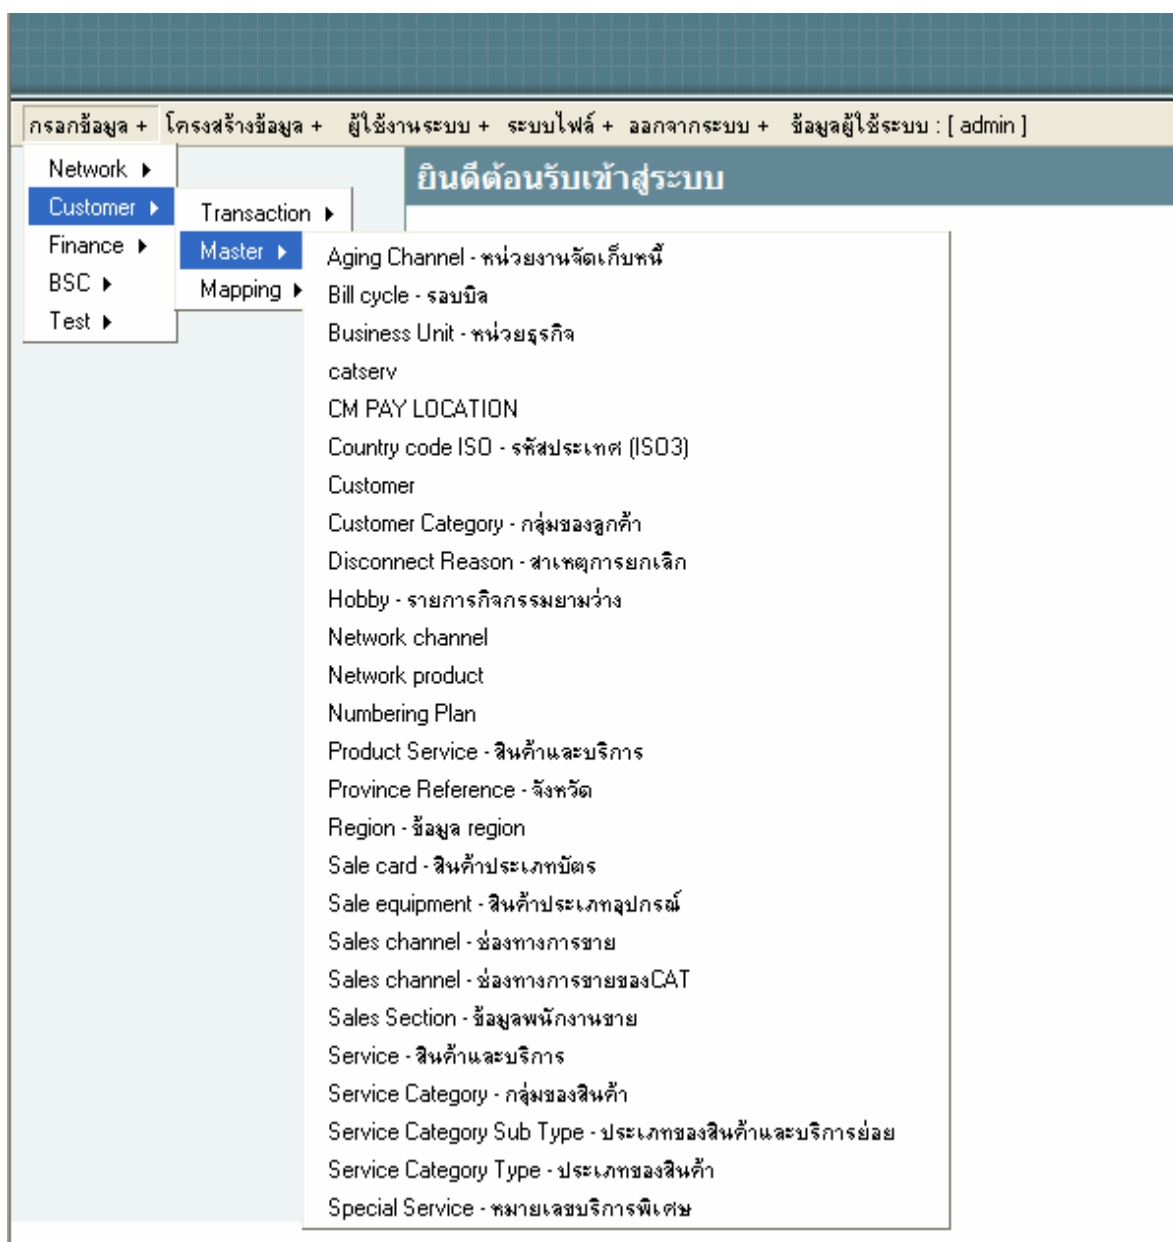 กรอกข้อมูล + โครงสร้างข้อมูล + ผู้ใช้งานระบบ + ระบบไฟล์ + ออกจากระบบ + ข้อมูลผู้ใช้ระบบ : [ admin ]
ยินดีต้อนรับเข้าสู่ระบบ
Network
Customer
Finance
BSC
Test
Transaction
Master
Mapping
Aging Channel - หน่วยงานจัดเก็บหนี้
Bill cycle - รอบบิล
Business Unit - หน่วยธุรกิจ
catserv
CM PAY LOCATION
Country code ISO - รหัสประเทศ (ISO3)
Customer
Customer Category - กลุ่มของลูกค้า
Disconnect Reason - สาเหตุการยกเลิก
Hobby - รายการกิจกรรมยามว่าง
Network channel
Network product
Numbering Plan
Product Service - สินค้าและบริการ
Province Reference - จังหวัด
Region - ข้อมูล region
Sale card - สินค้าประเภทบัตร
Sale equipment - สินค้าประเภทอุปกรณ์
Sales channel - ช่องทางการขาย
Sales channel - ช่องทางการขายของCAT
Sales Section - ข้อมูลพนักงานขาย
Service - สินค้าและบริการ
Service Category - กลุ่มของสินค้า
Service Category Sub Type - ประเภทของสินค้าและบริการย่อย
Service Category Type - ประเภทของสินค้า
Special Service - หมายเลขบริการพิเศษ